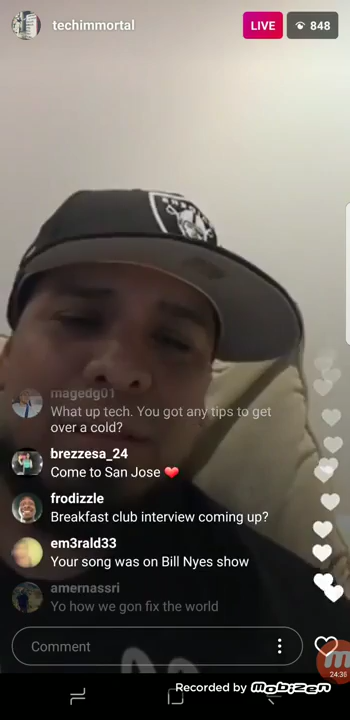 techimmortal
LIVE
848
magedg01
What up tech. You got any tips to get
over a cold?
brezzesa_24
Come to San Jose ❤️
frodizzle
Breakfast club interview coming up?
em3rald33
Your song was on Bill Nyes show
amernassri
Yo how we gon fix the world
Comment
24:36
Recorded by Mobizen